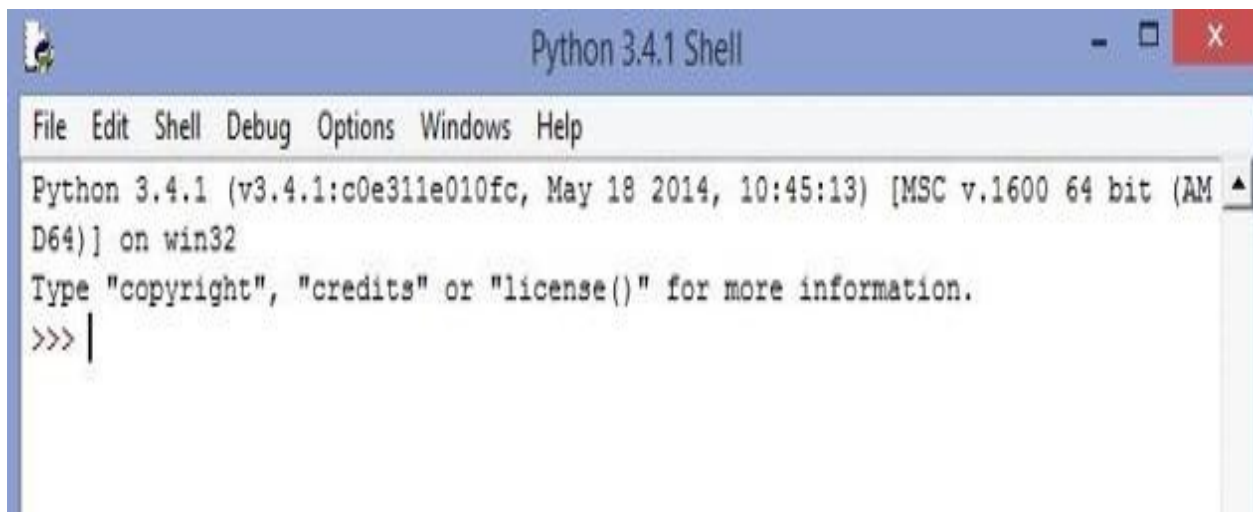 Python 3.4.1 Shell
File Edit Shell Debug Options Windows Help
Python 3.4.1 (v3.4.1:c0e311e010fc, May 18 2014, 10:45:13) [MSC v.1600 64 bit (AM
D64)] on win32
Type "copyright", "credits" or "license()" for more information.
>>>